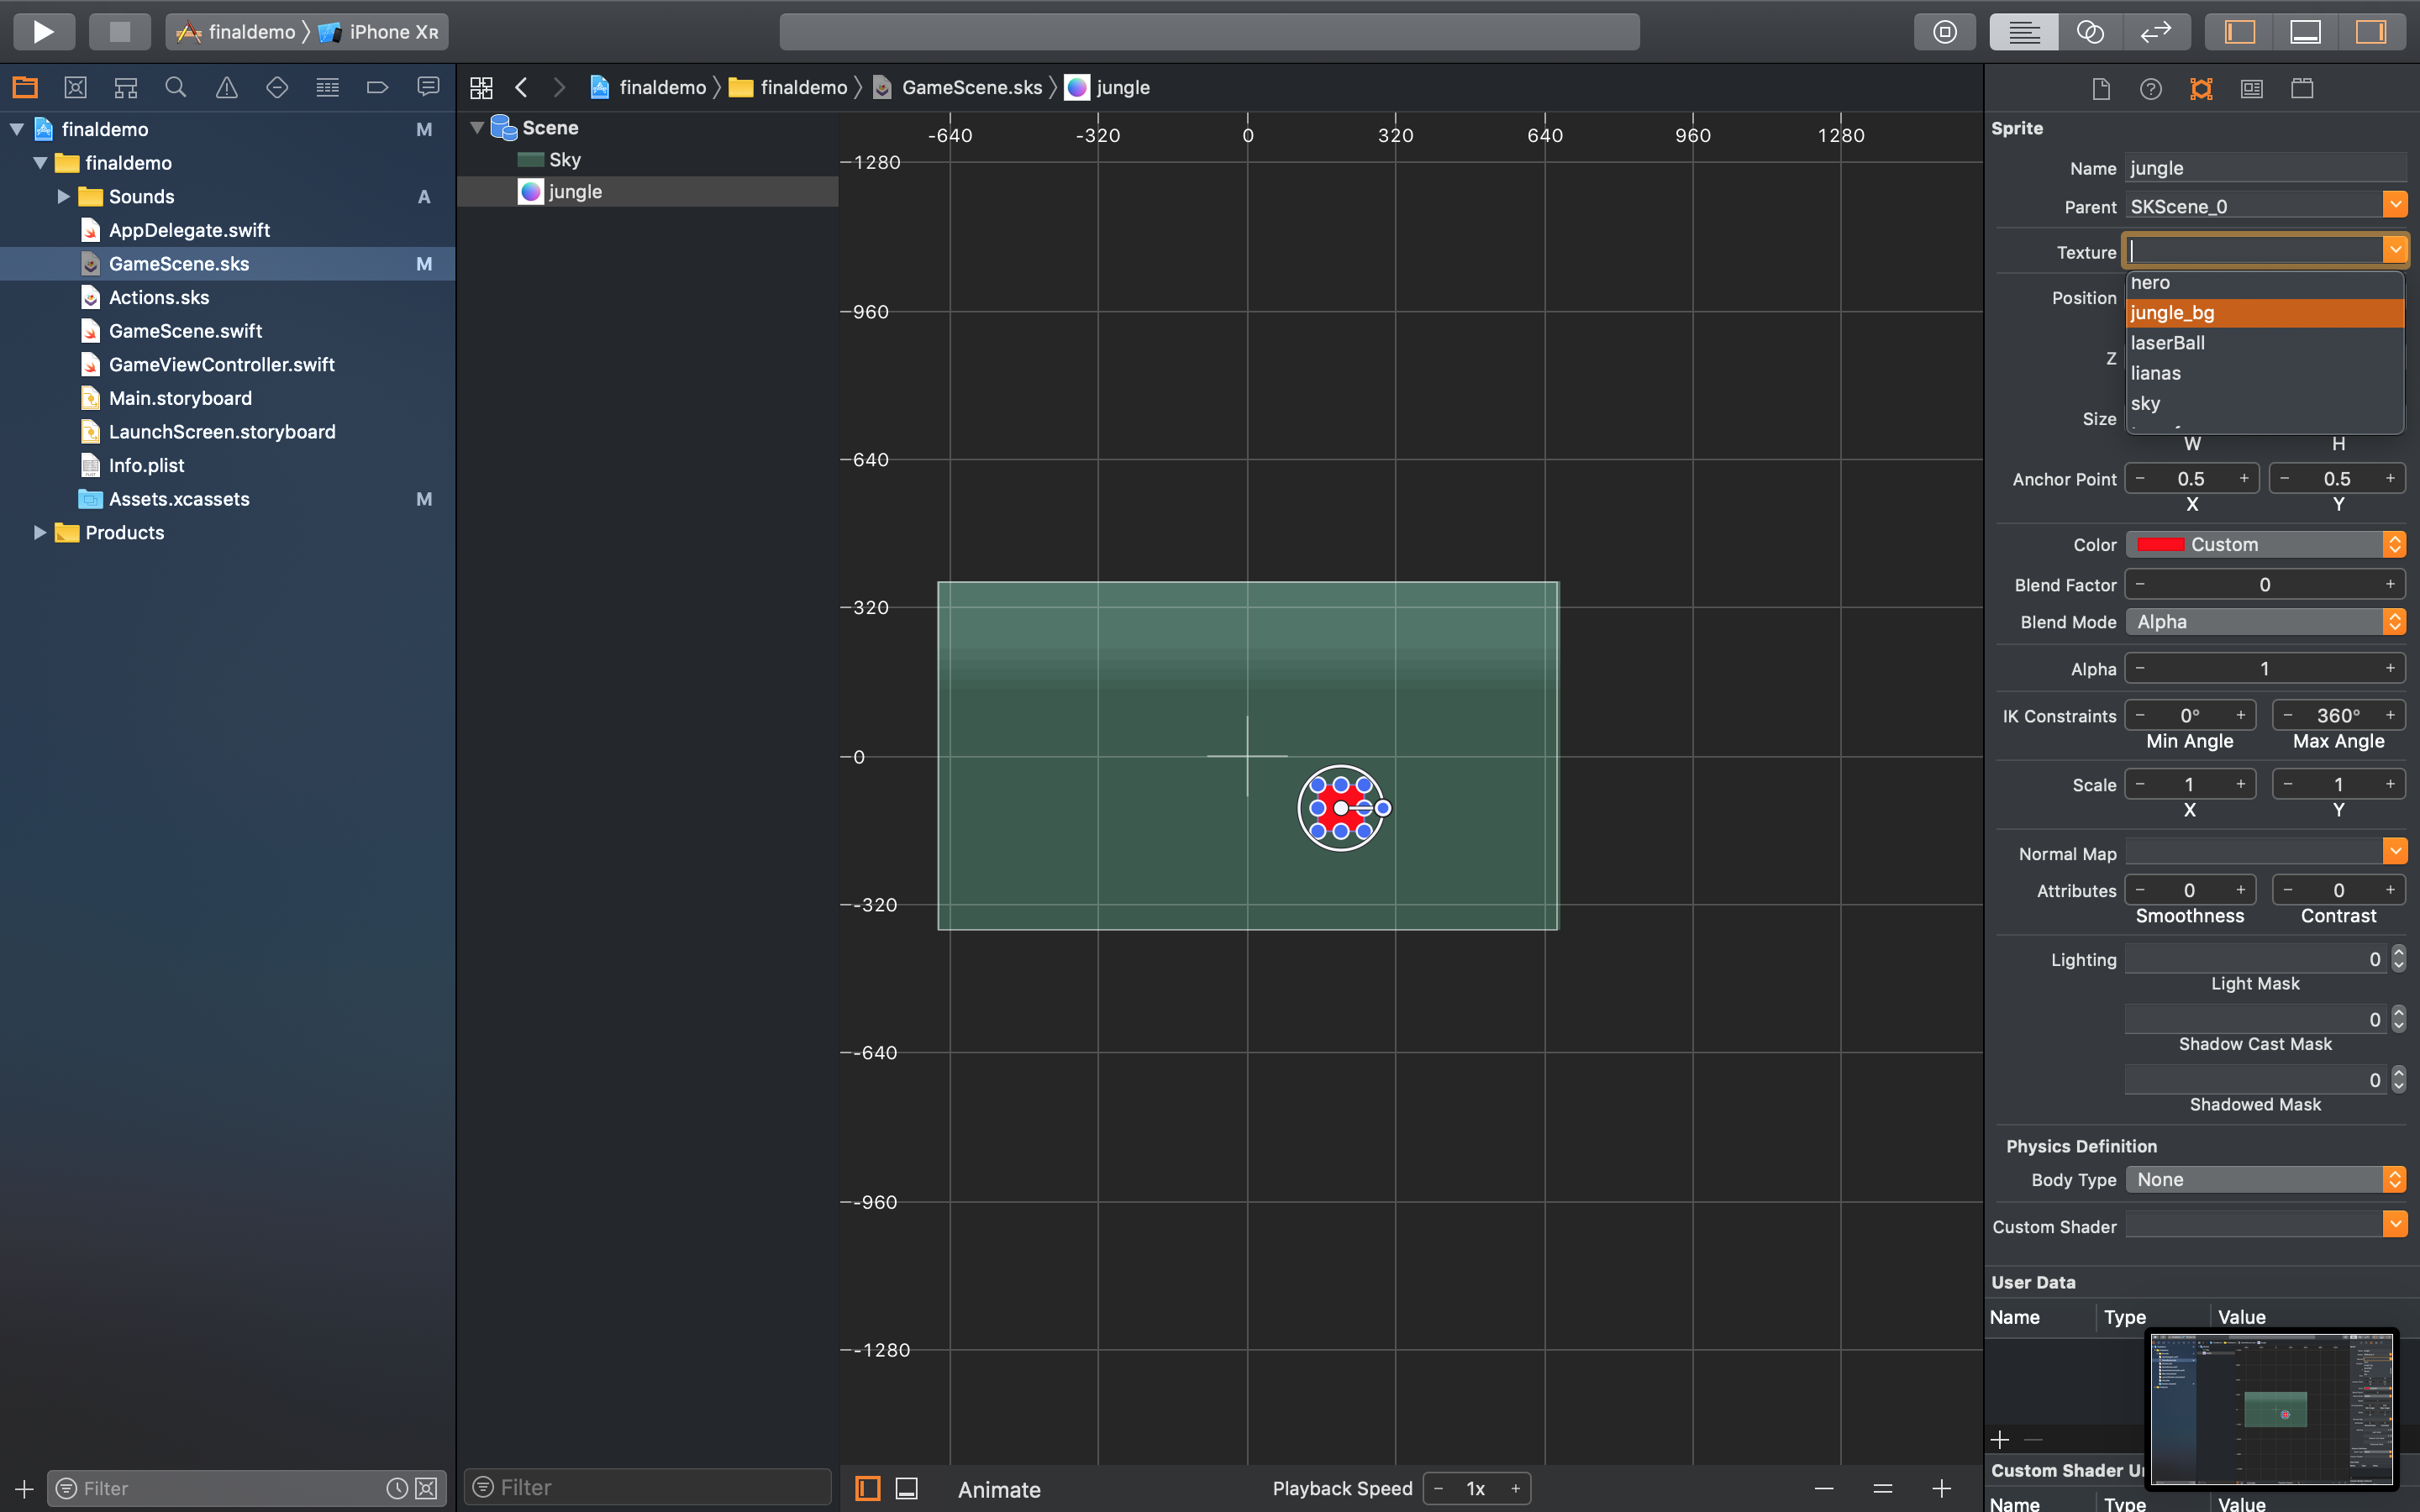 finaldemo iPhone XR
finaldemo M
finaldemo
Sounds A
AppDelegate.swift
GameScene.sks M
Actions.sks
GameScene.swift
GameViewController.swift
Main.storyboard
LaunchScreen.storyboard
Info.plist
Assets.xcassets M
Products
Filter
finaldemo finaldemo GameScene.sks jungle
Scene
Sky
jungle
Filter
-640 -320 0 320 640 960 1280
1280
960
640
320
0
-320
-640
-960
-1280
Animate
Playback Speed − 1x +
Sprite
Name jungle
Parent SKScene_0
Texture
hero
Position
jungle_bg
laserBall
Z
lianas
sky
Size
W H
Anchor Point − 0.5 + − 0.5 +
X Y
Color Custom
Blend Factor − 0 +
Blend Mode Alpha
Alpha − 1 +
IK Constraints − 0° + − 360° +
Min Angle Max Angle
Scale − 1 + − 1 +
X Y
Normal Map
Attributes − 0 + − 0 +
Smoothness Contrast
Lighting 0
Light Mask
0
Shadow Cast Mask
0
Shadowed Mask
Physics Definition
Body Type None
Custom Shader
User Data
Name Type Value
Custom Shader
Name Type Value